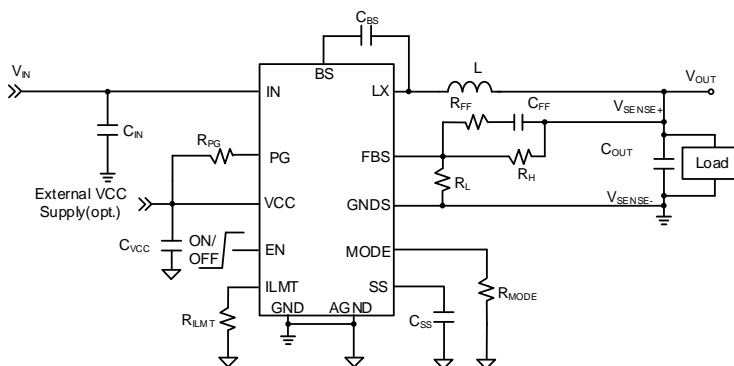 C_BS
V_IN
BS
L
V_OUT
IN
LX
R_FF
C_FF
V_SENSE+
C_IN
R_PG
PG
FBS
R_H
C_OUT
Load
External VCC
Supply(opt.)
VCC
R_L
GNDS
V_SENSE-
C_VCC
ON/
OFF
EN
MODE
ILMT
SS
R_MODE
R_ILMT
GND
AGND
C_SS